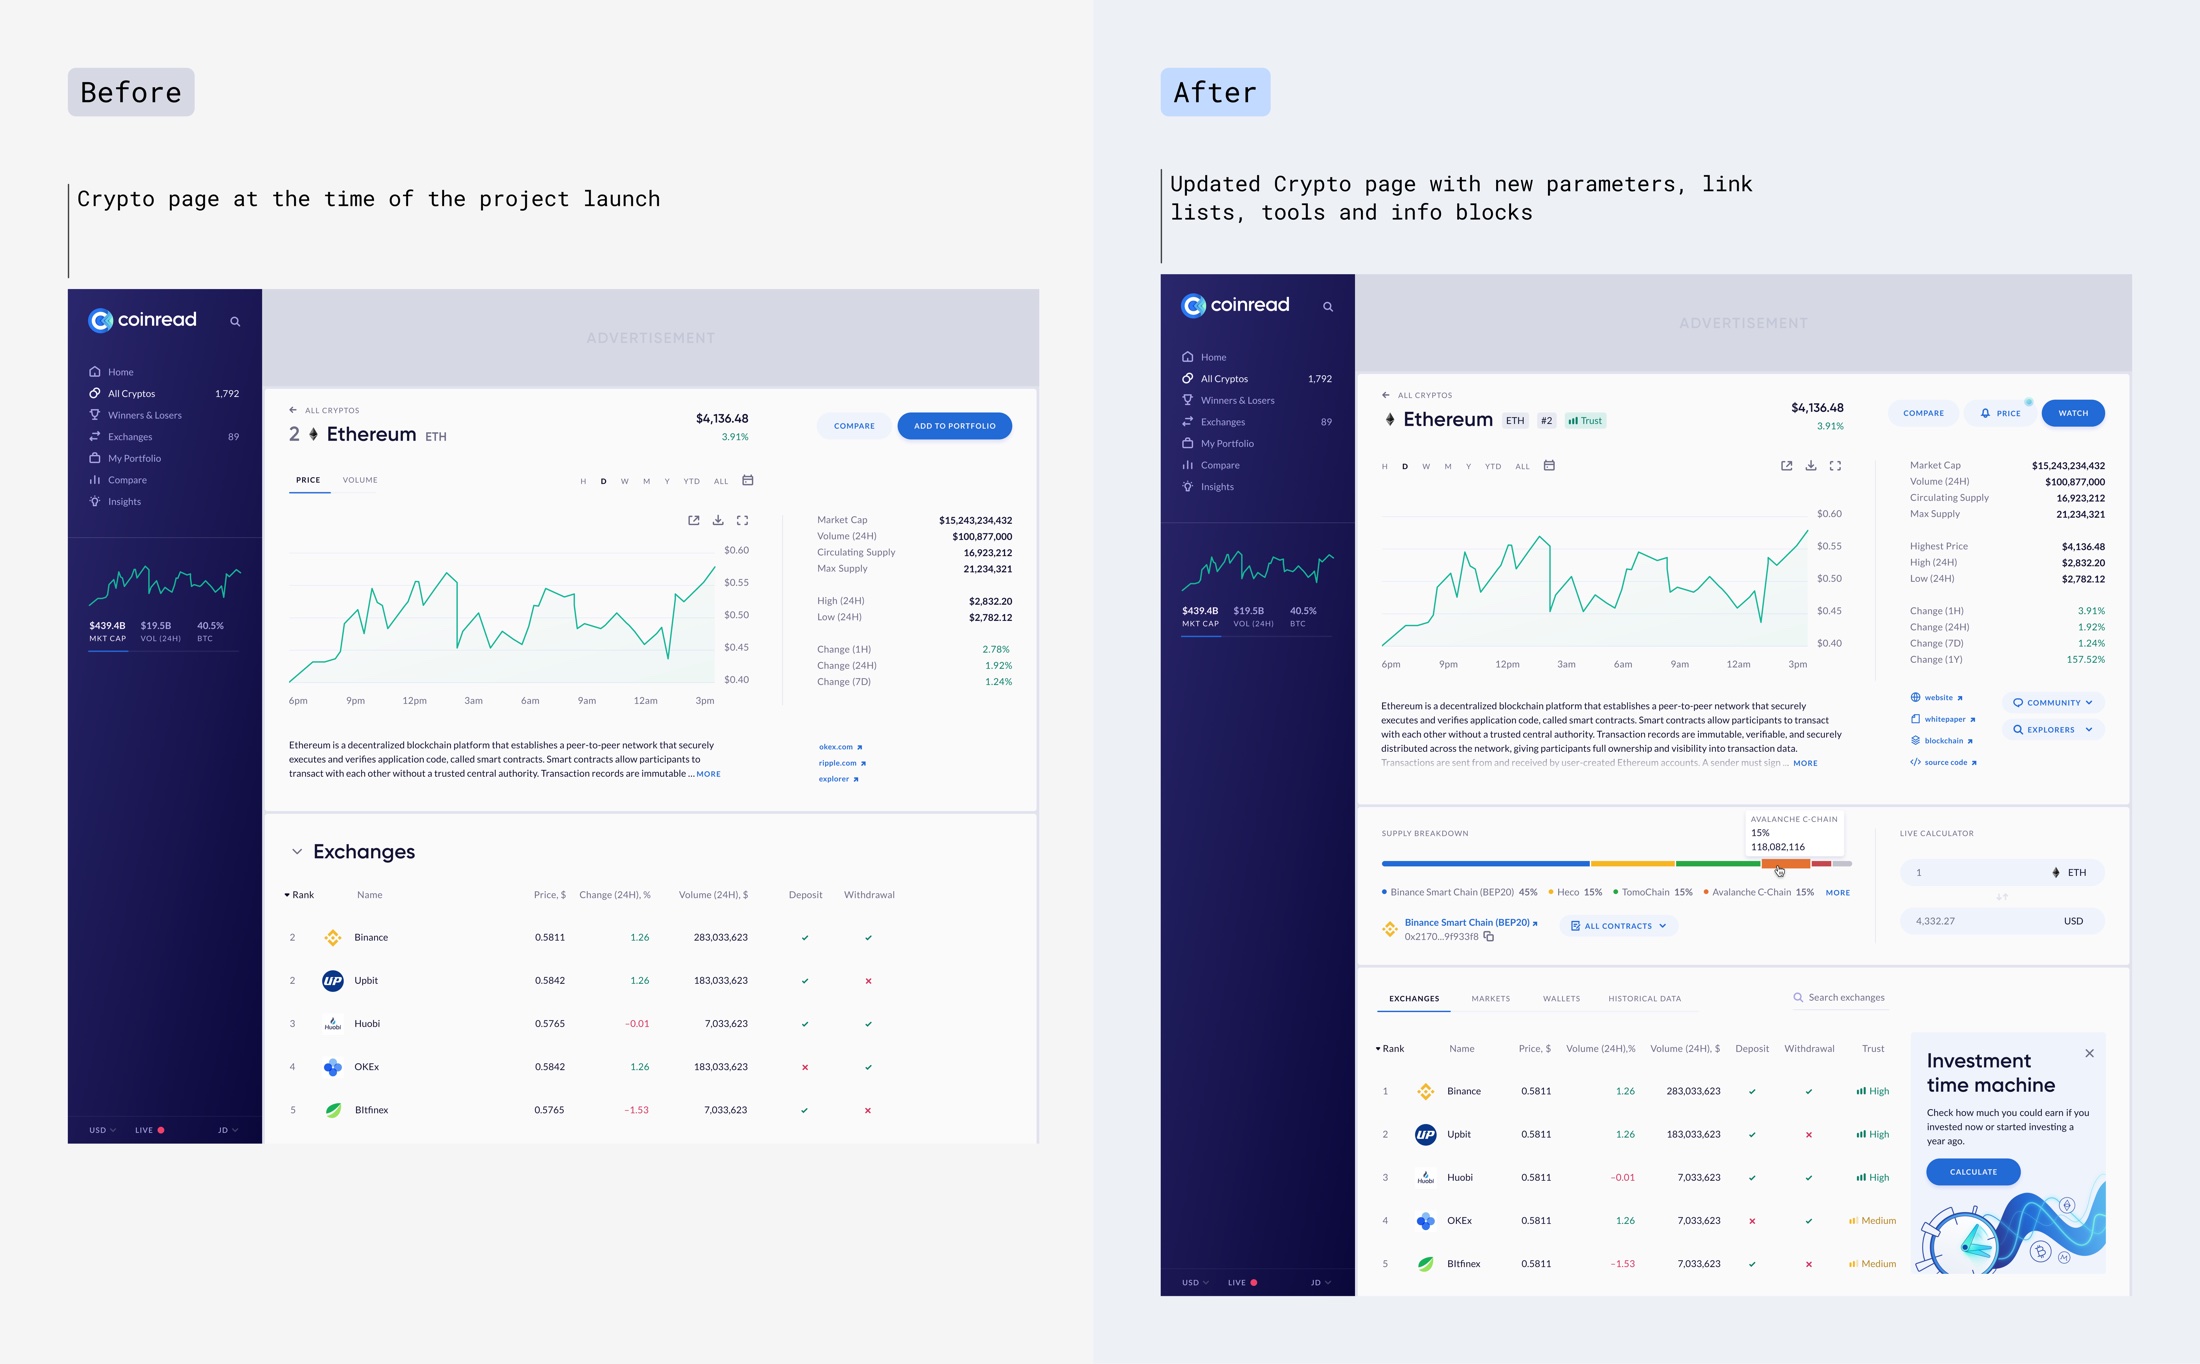 Before
Crypto page at the time of the project launch
coinread
Home
All Cryptos 1,792
Winners & Losers
Exchanges 89
My Portfolio
Compare
Insights
$439.4B $19.5B 40.5%
MKT CAP VOL (24H) BTC
USD LIVE JD
ADVERTISEMENT
ALL CRYPTOS
2 Ethereum ETH
$4,136.48
3.91%
COMPARE ADD TO PORTFOLIO
PRICE VOLUME
H D W M Y YTD ALL
$0.60
$0.55
$0.50
$0.45
$0.40
6pm 9pm 12pm 3am 6am 9am 12am 3pm
Market Cap $15,243,234,432
Volume (24H) $100,877,000
Circulating Supply 16,923,212
Max Supply 21,234,321
High (24H) $2,832.20
Low (24H) $2,782.12
Change (1H) 2.78%
Change (24H) 1.92%
Change (7D) 1.24%
Ethereum is a decentralized blockchain platform that establishes a peer-to-peer network that securely
executes and verifies application code, called smart contracts. Smart contracts allow participants to
transact with each other without a trusted central authority. Transaction records are immutable ... MORE
okex.com
ripple.com
explorer
Exchanges
Rank Name Price, $ Change (24H), % Volume (24H), $ Deposit Withdrawal
2 Binance 0.5811 1.26 283,033,623
2 Upbit 0.5842 1.26 183,033,623
3 Huobi Huobi 0.5765 −0.01 7,033,623
4 OKEx 0.5842 1.26 183,033,623
5 BItfinex 0.5765 −1.53 7,033,623
After
Updated Crypto page with new parameters, link
lists, tools and info blocks
coinread
Home
All Cryptos 1,792
Winners & Losers
Exchanges 89
My Portfolio
Compare
Insights
$439.4B $19.5B 40.5%
MKT CAP VOL (24H) BTC
USD LIVE JD
ADVERTISEMENT
ALL CRYPTOS
Ethereum ETH #2 Trust
$4,136.48
3.91%
COMPARE PRICE WATCH
H D W M Y YTD ALL
$0.60
$0.55
$0.50
$0.45
$0.40
6pm 9pm 12pm 3am 6am 9am 12am 3pm
Market Cap $15,243,234,432
Volume (24H) $100,877,000
Circulating Supply 16,923,212
Max Supply 21,234,321
Highest Price $4,136.48
High (24H) $2,832.20
Low (24H) $2,782.12
Change (1H) 3.91%
Change (24H) 1.92%
Change (7D) 1.24%
Change (1Y) 157.52%
Ethereum is a decentralized blockchain platform that establishes a peer-to-peer network that securely
executes and verifies application code, called smart contracts. Smart contracts allow participants to transact
with each other without a trusted central authority. Transaction records are immutable, verifiable, and securely
distributed across the network, giving participants full ownership and visibility into transaction data.
Transactions are sent from and received by user-created Ethereum accounts. A sender must sign ... MORE
website
whitepaper
blockchain
source code
COMMUNITY
EXPLORERS
SUPPLY BREAKDOWN
AVALANCHE C-CHAIN
15%
118,082,116
Binance Smart Chain (BEP20) 45% Heco 15% TomoChain 15% Avalanche C-Chain 15% MORE
Binance Smart Chain (BEP20)
0x2170...9f933f8
ALL CONTRACTS
LIVE CALCULATOR
1 ETH
4,332.27 USD
EXCHANGES MARKETS WALLETS HISTORICAL DATA Search exchanges
Rank Name Price, $ Volume (24H),% Volume (24H), $ Deposit Withdrawal Trust
1 Binance 0.5811 1.26 283,033,623 High
2 Upbit 0.5811 1.26 183,033,623 High
3 Huobi Huobi 0.5811 −0.01 7,033,623 High
4 OKEx 0.5811 1.26 7,033,623 Medium
5 BItfinex 0.5811 −1.53 7,033,623 Medium
Investment
time machine
Check how much you could earn if you
invested now or started investing a
year ago.
CALCULATE